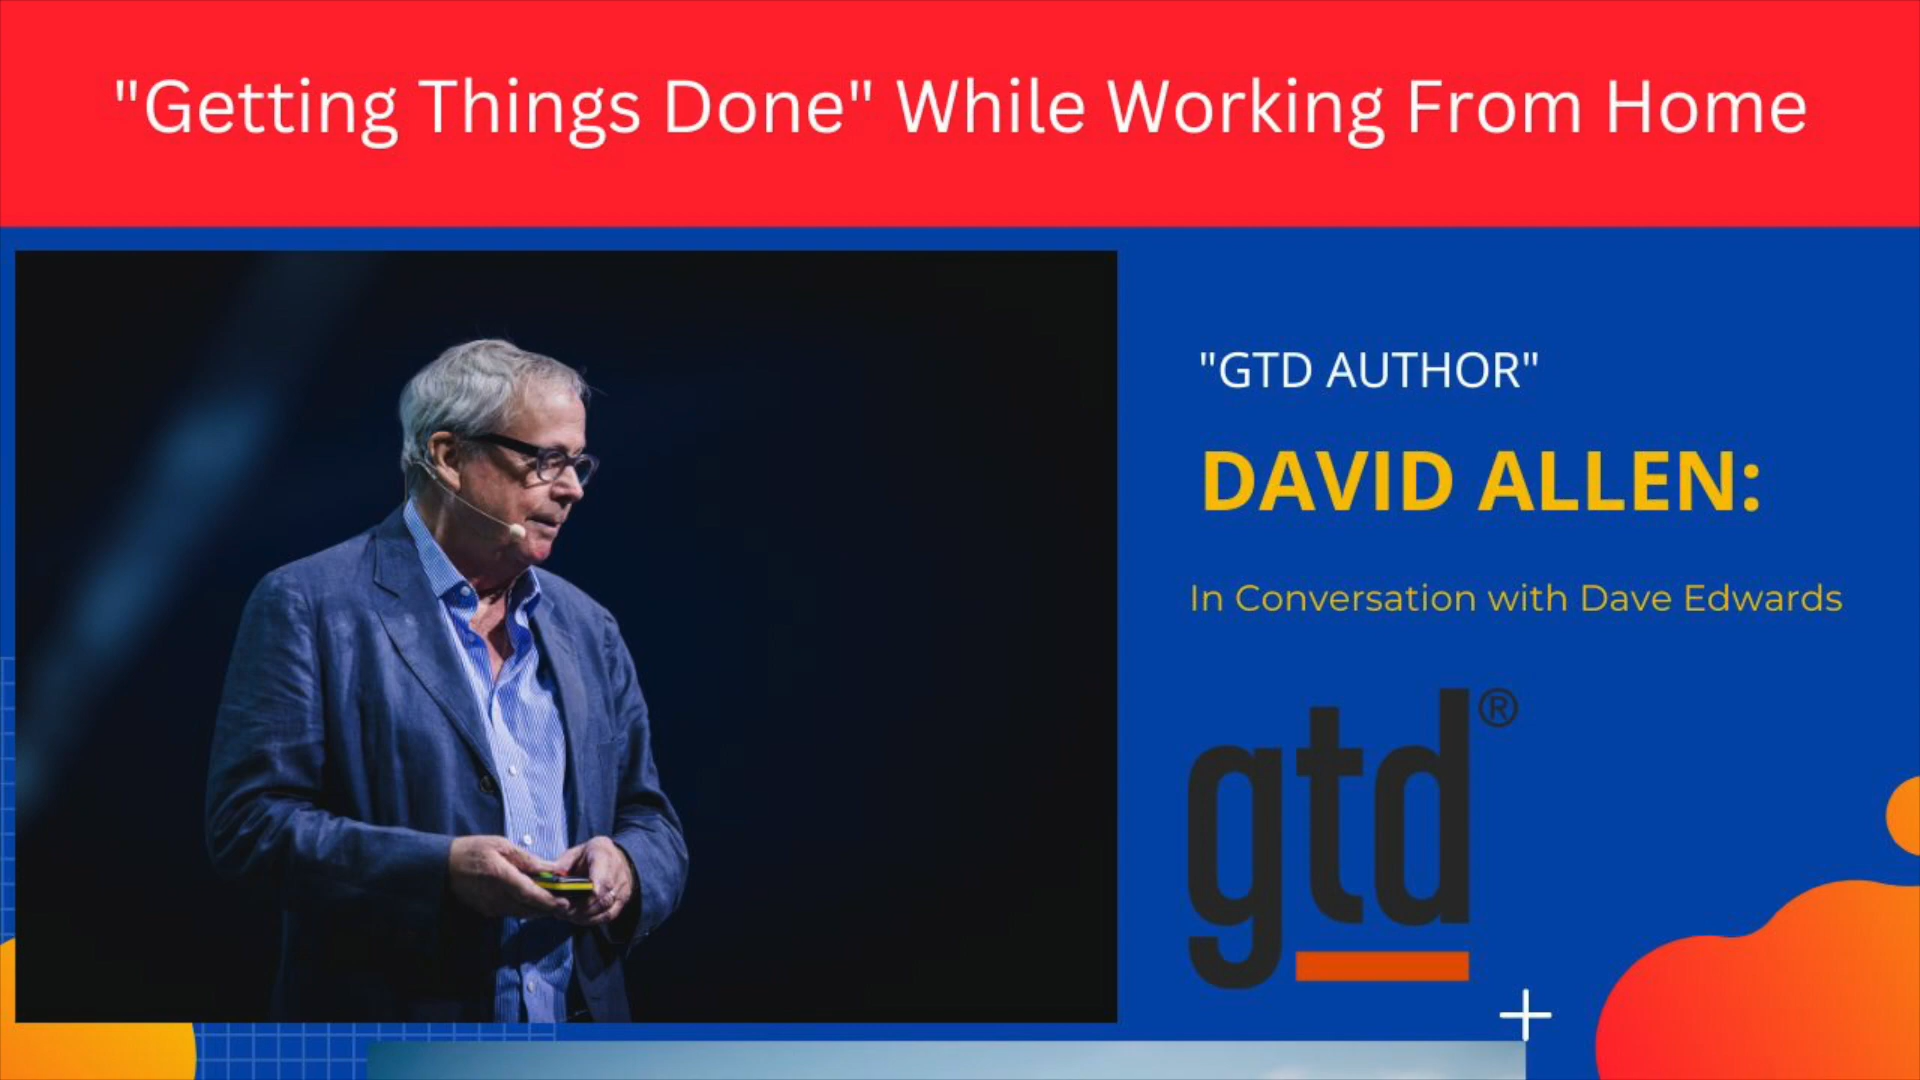 "Getting Things Done" While Working From Home
"GTD AUTHOR"
DAVID ALLEN:
In Conversation with Dave Edwards
gtd®